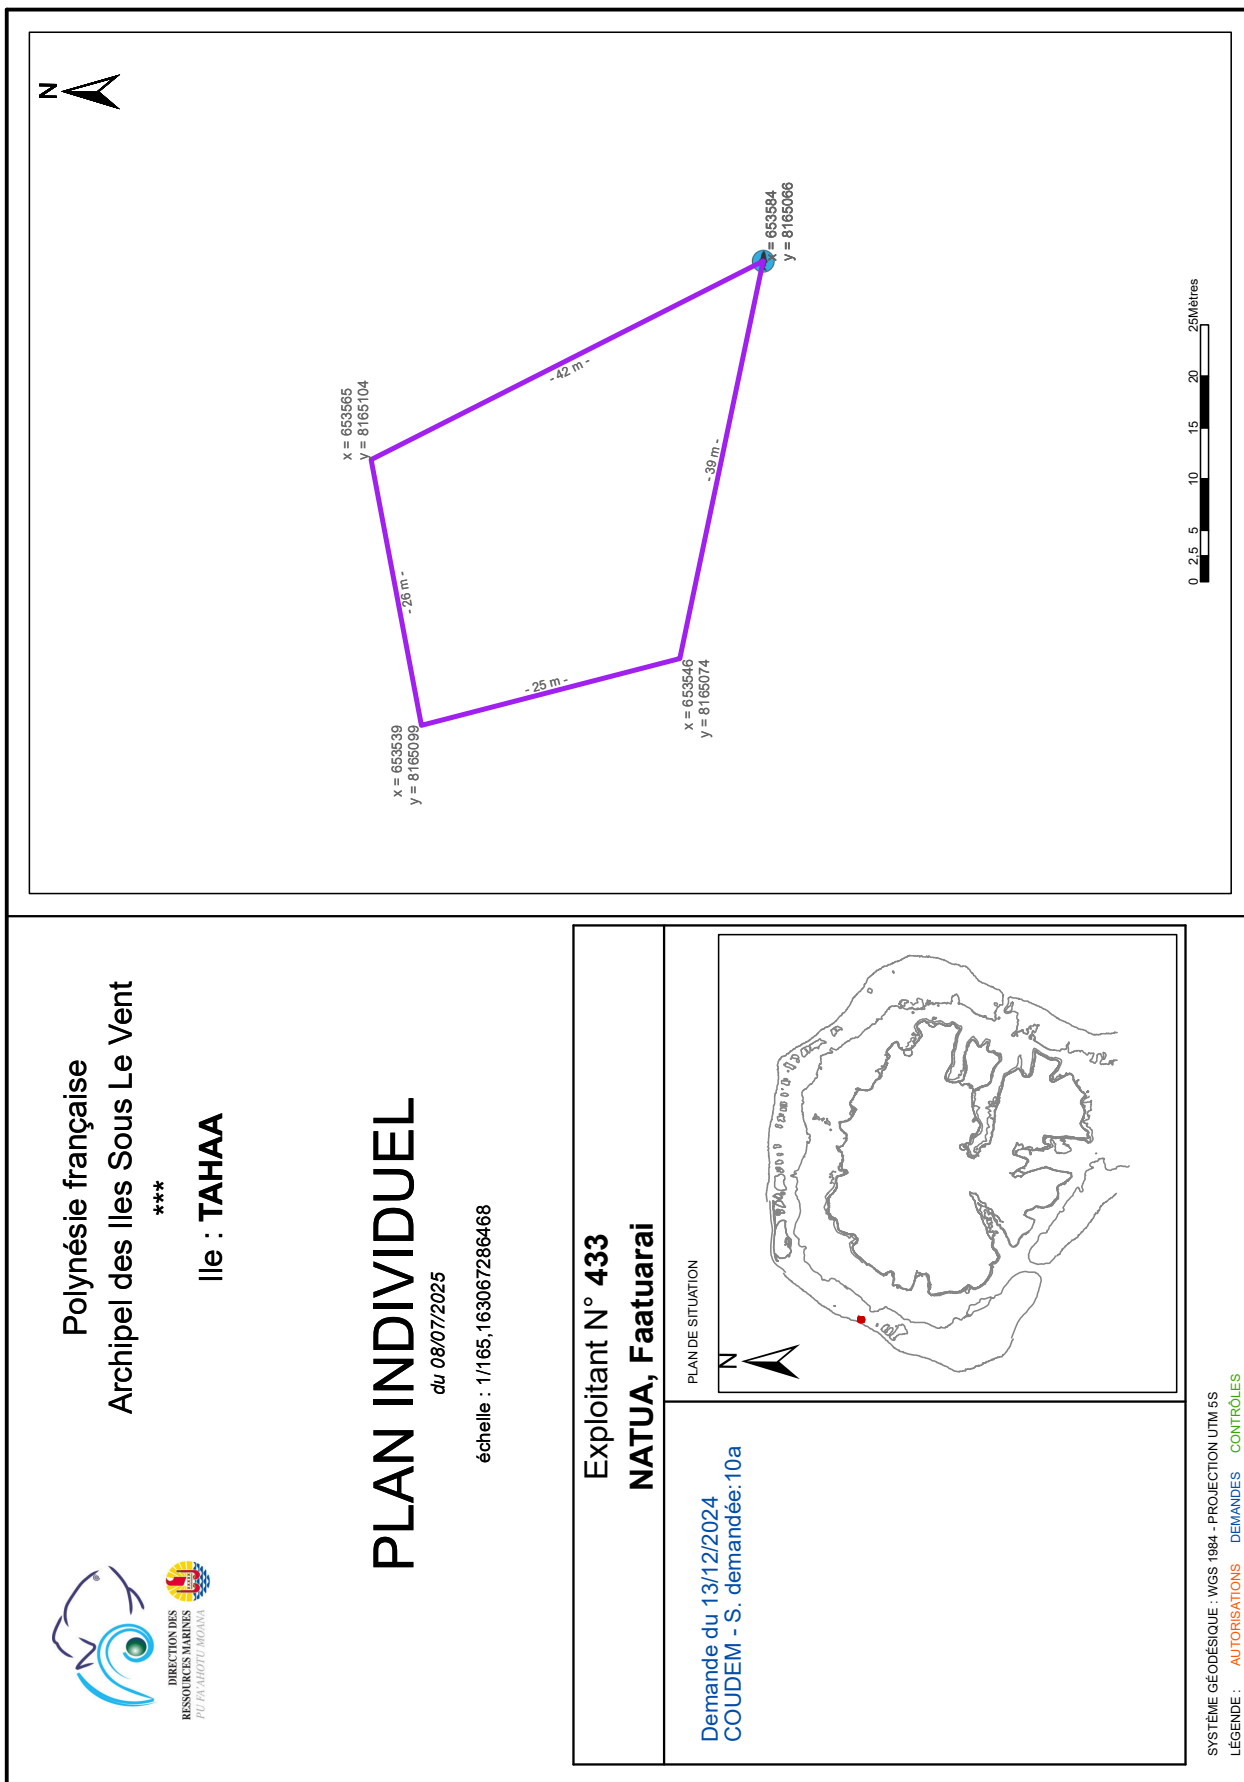 DIRECTION DES
RESSOURCES MARINES
PU FA'AHOTU MOANA
Polynésie française
Archipel des Iles Sous Le Vent
***
Ile : TAHAA
PLAN INDIVIDUEL
du 08/07/2025
échelle : 1/165,163067286468
Exploitant N° 433
NATUA, Faatuarai
Demande du 13/12/2024
COUDEM - S. demandée:10a
PLAN DE SITUATION
N
SYSTÈME GÉODÉSIQUE : WGS 1984 - PROJECTION UTM 5S
LÉGENDE : AUTORISATIONS DEMANDES CONTRÔLES
N
x = 653565
y = 8165104
x = 653539
y = 8165099
x = 653546
y = 8165074
x = 653584
y = 8165066
- 26 m -
- 42 m -
- 25 m -
- 39 m -
0 2,5 5 10 15 20 25Mètres